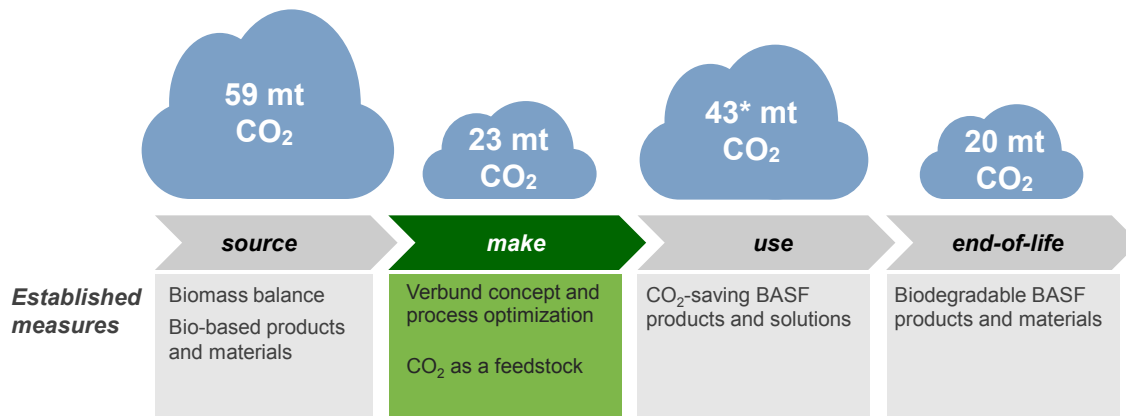 59 mt
CO₂
23 mt
CO₂
43* mt
CO₂
20 mt
CO₂
source
make
use
end-of-life
Established
measures
Biomass balance
Bio-based products
and materials
Verbund concept and
process optimization
CO₂ as a feedstock
CO₂-saving BASF
products and solutions
Biodegradable BASF
products and materials